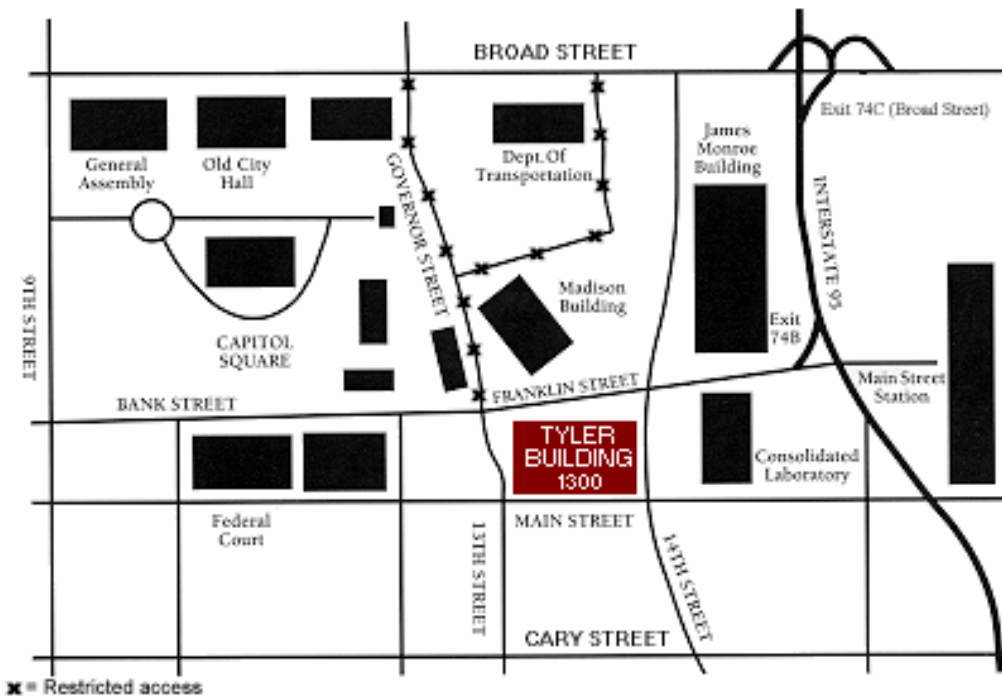 BROAD STREET
Exit 74C (Broad Street)
General
Assembly
Old City
Hall
GOVERNOR STREET
Dept. Of
Transportation
James
Monroe
Building
INTERSTATE 95
9TH STREET
CAPITOL
SQUARE
Madison
Building
Exit
74B
Main Street
Station
BANK STREET
FRANKLIN STREET
TYLER
BUILDING
1300
Consolidated
Laboratory
Federal
Court
MAIN STREET
13TH STREET
14TH STREET
CARY STREET
x = Restricted access